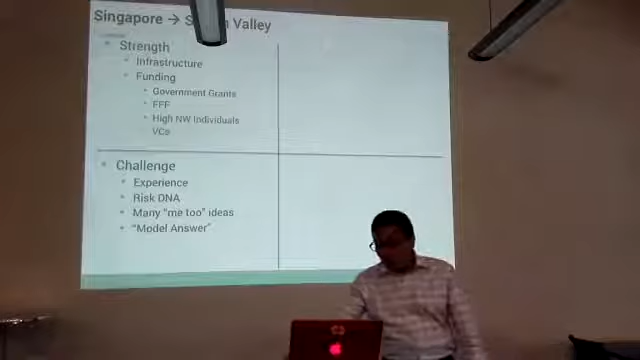 Singapore → S Valley
Strength
Infrastructure
Funding
Government Grants
FFF
High NW Individuals
VCs
Challenge
Experience
Risk DNA
Many "me too" ideas
"Model Answer"